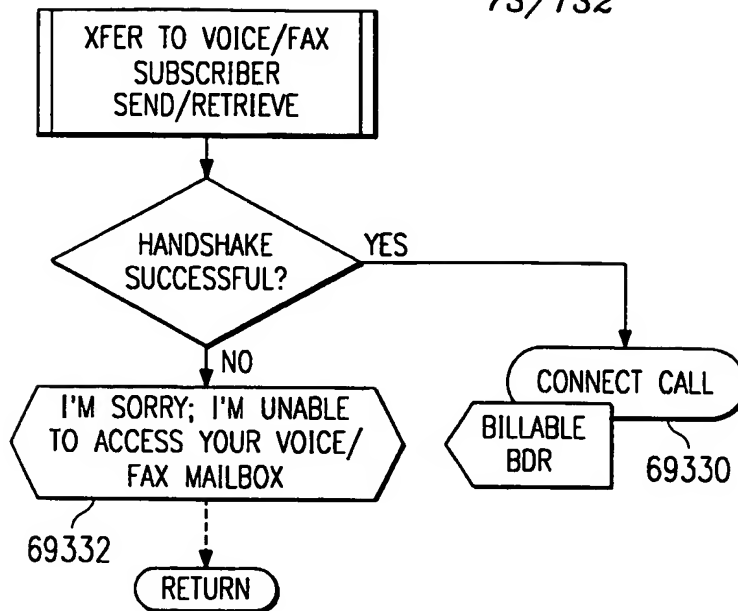 73/132
XFER TO VOICE/FAX
SUBSCRIBER
SEND/RETRIEVE
HANDSHAKE
SUCCESSFUL?
YES
NO
CONNECT CALL
BILLABLE
BDR
69330
I'M SORRY; I'M UNABLE
TO ACCESS YOUR VOICE/
FAX MAILBOX
69332
RETURN